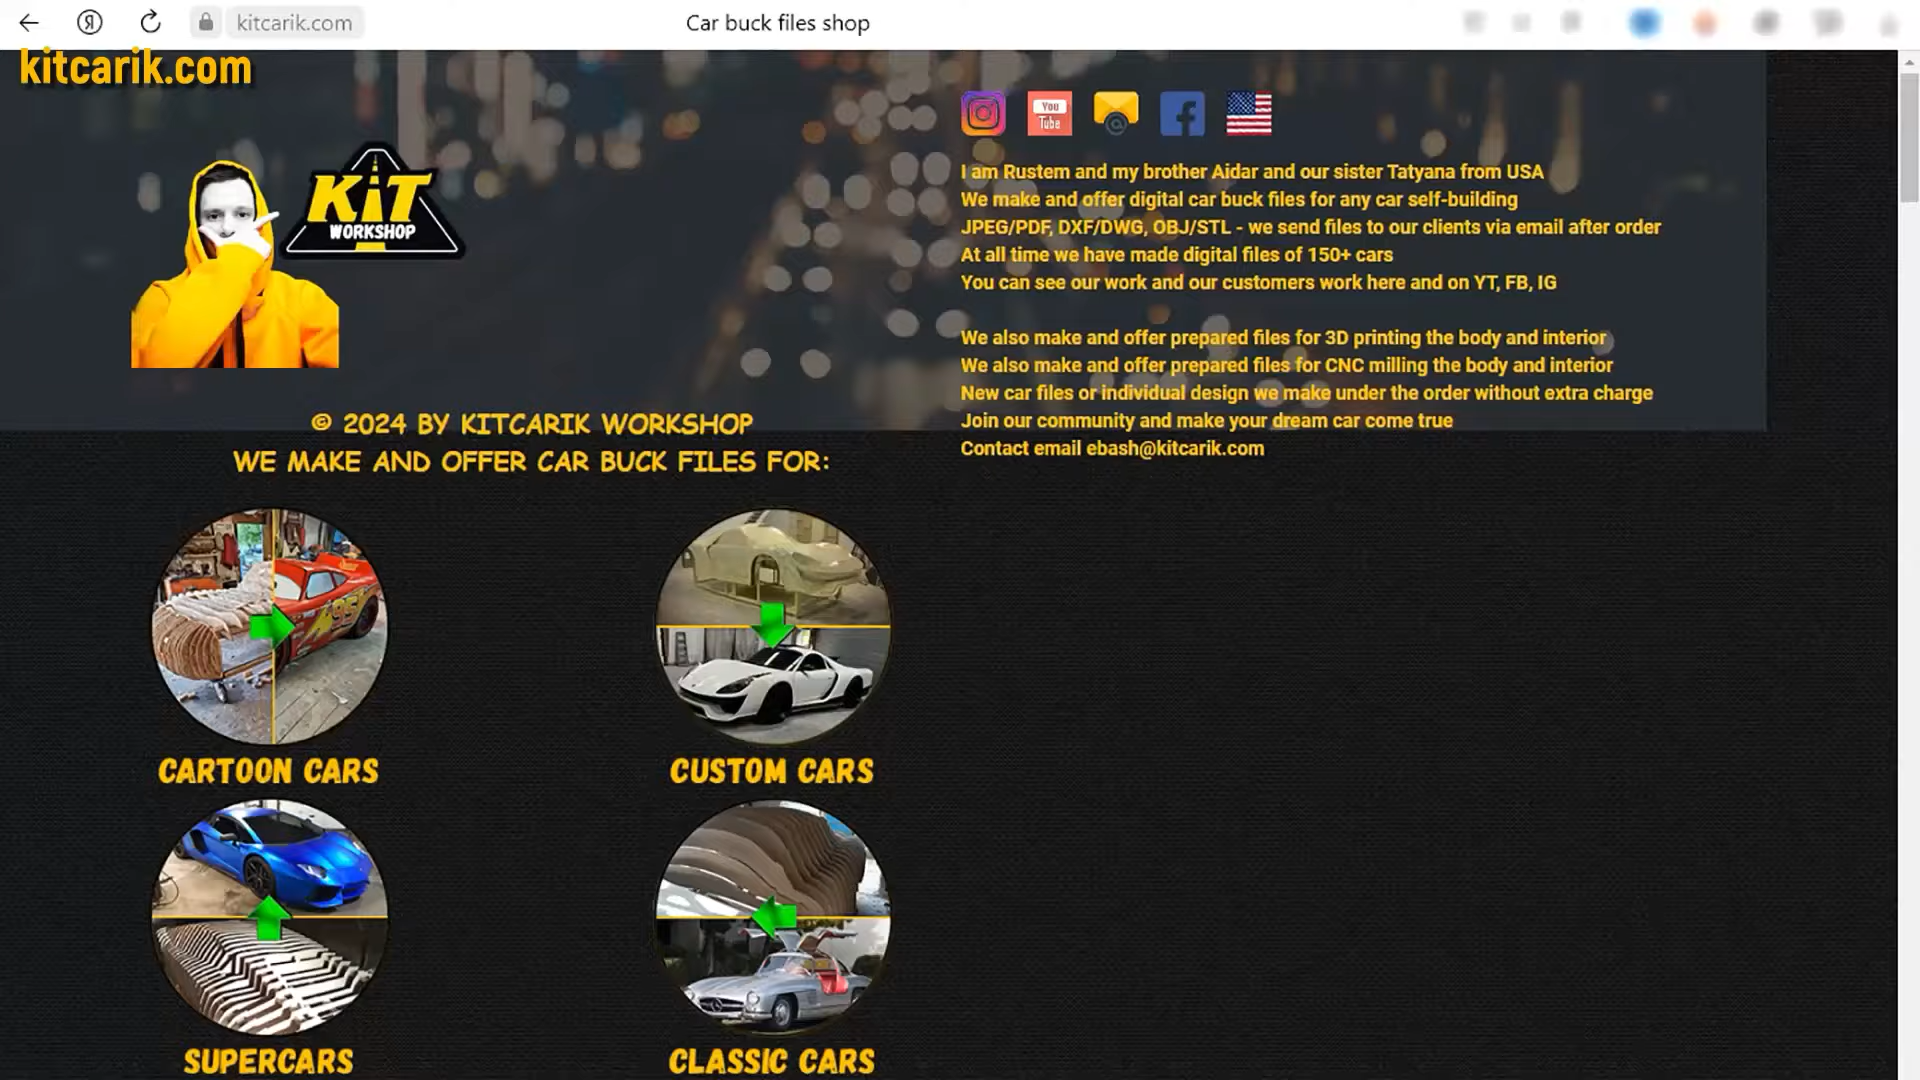 kitcarik.com
Car buck files shop
kitcarik.com
You
Tube
I am Rustem and my brother Aidar and our sister Tatyana from USA
We make and offer digital car buck files for any car self-building
JPEG/PDF, DXF/DWG, OBJ/STL - we send files to our clients via email after order
At all time we have made digital files of 150+ cars
You can see our work and our customers work here and on YT, FB, IG
KiT
WORKSHOP
We also make and offer prepared files for 3D printing the body and interior
We also make and offer prepared files for CNC milling the body and interior
New car files or individual design we make under the order without extra charge
Join our community and make your dream car come true
Contact email ebash@kitcarik.com
© 2024 BY KITCARIK WORKSHOP
WE MAKE AND OFFER CAR BUCK FILES FOR:
95
CARTOON CARS
CUSTOM CARS
SUPERCARS
CLASSIC CARS